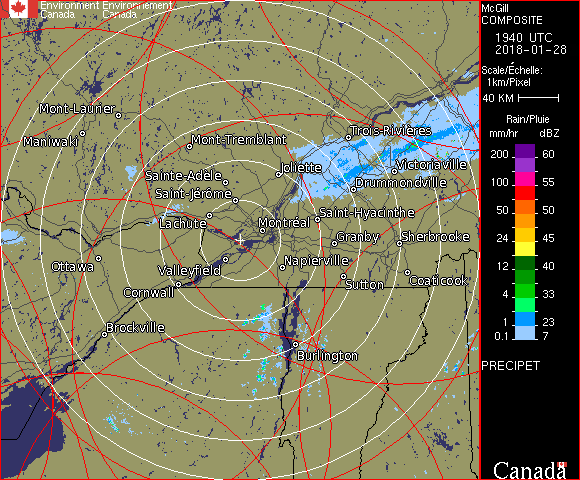 Environment Environnement
Canada Canada
McGill
COMPOSITE
1940 UTC
2018-01-28
Scale/Échelle:
1km/Pixel
40 KM
Rain/Pluie
mm/hr dBZ
200 60
100 55
50 50
24 45
12 40
4 33
1 23
0.1 7
PRECIPET
Canada
Mont-Laurier
Maniwaki
Mont-Tremblant
Trois-Rivières
Joliette
Victoriaville
Sainte-Adèle
Drummondville
Saint-Jérôme
Lachute
Saint-Hyacinthe
Montréal
Granby
Sherbrooke
Ottawa
Valleyfield
Napierville
Cornwall
Sutton
Coaticook
Brockville
Burlington